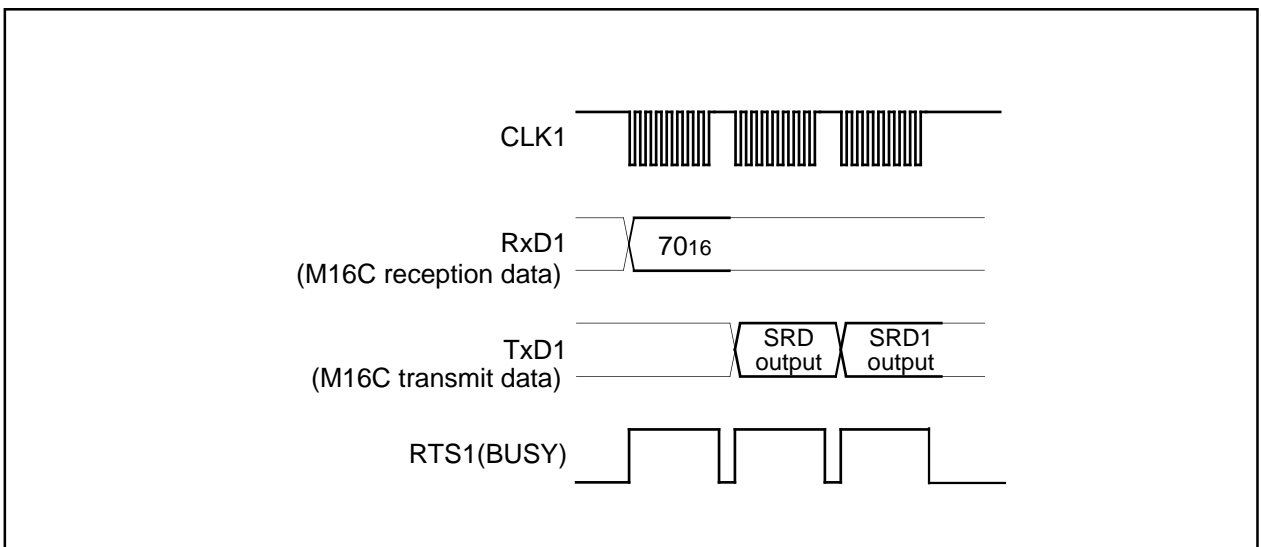 CLK1
RxD1
(M16C reception data)
7016
TxD1
(M16C transmit data)
SRD
output
SRD1
output
RTS1(BUSY)